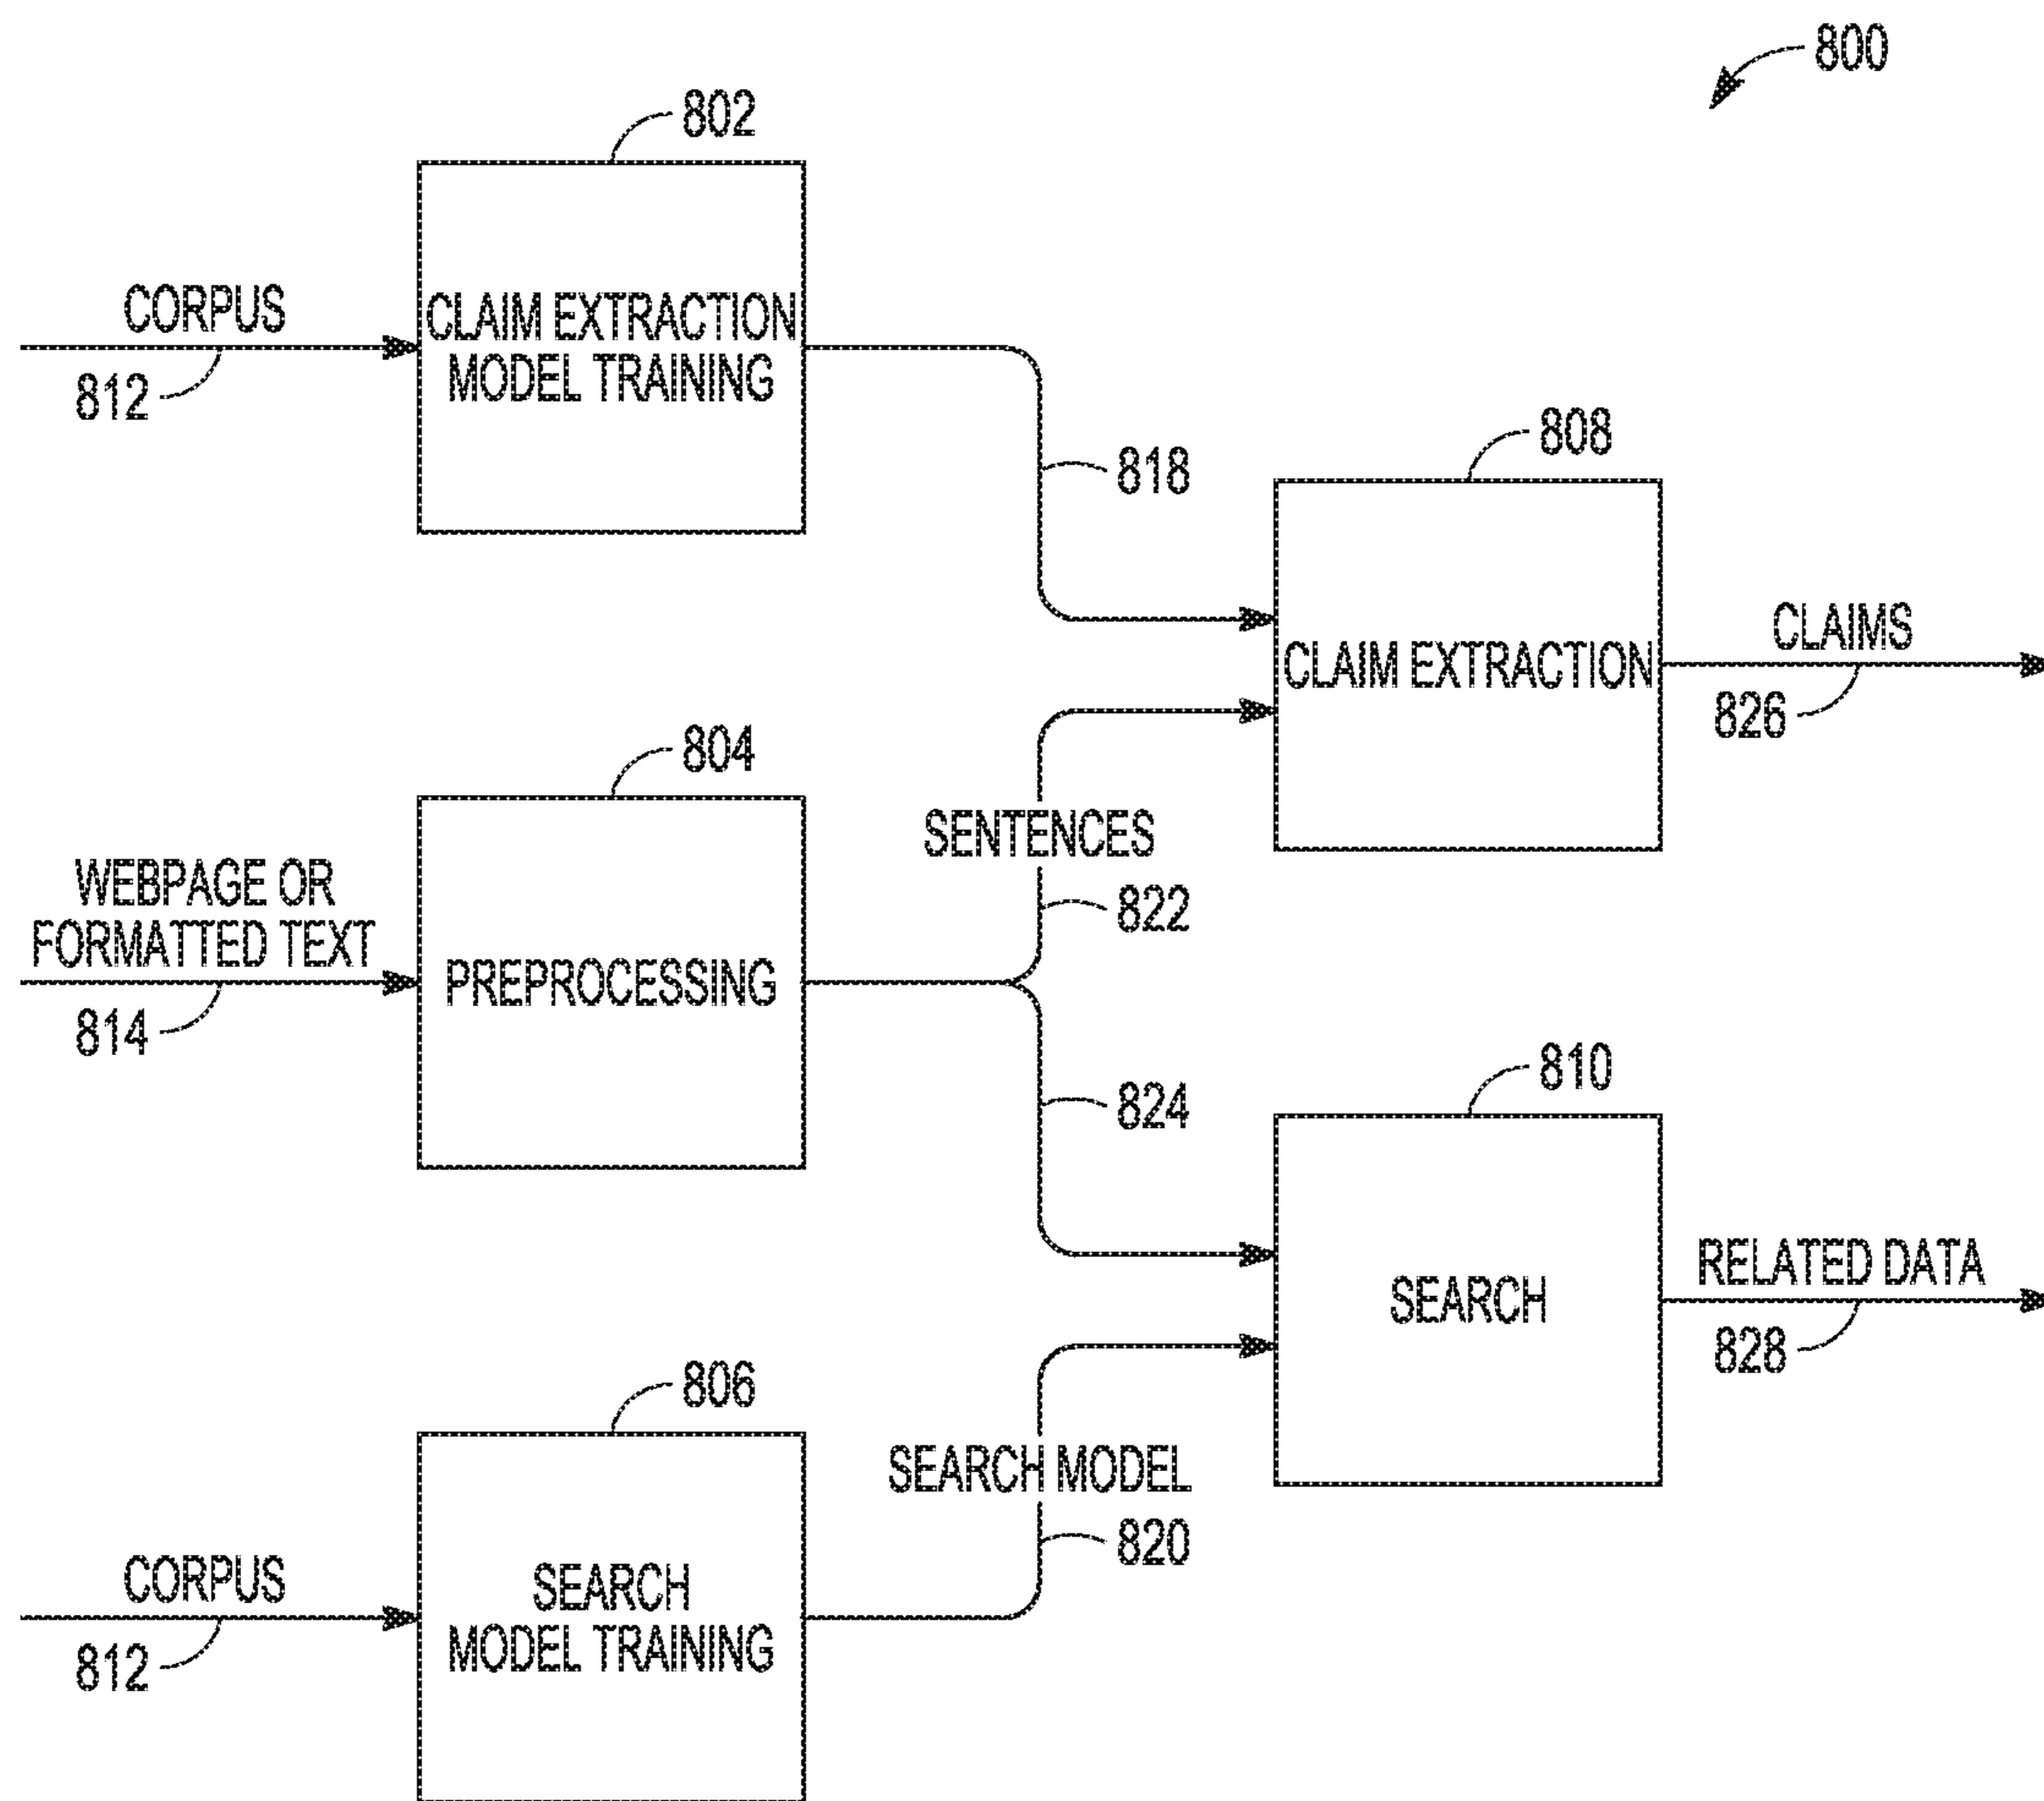 800
802
CORPUS
812
CLAIM EXTRACTION
MODEL TRAINING
818
808
CLAIM EXTRACTION
CLAIMS
826
804
WEBPAGE OR
FORMATTED TEXT
814
PREPROCESSING
SENTENCES
822
824
810
SEARCH
RELATED DATA
828
806
CORPUS
812
SEARCH
MODEL TRAINING
SEARCH MODEL
820